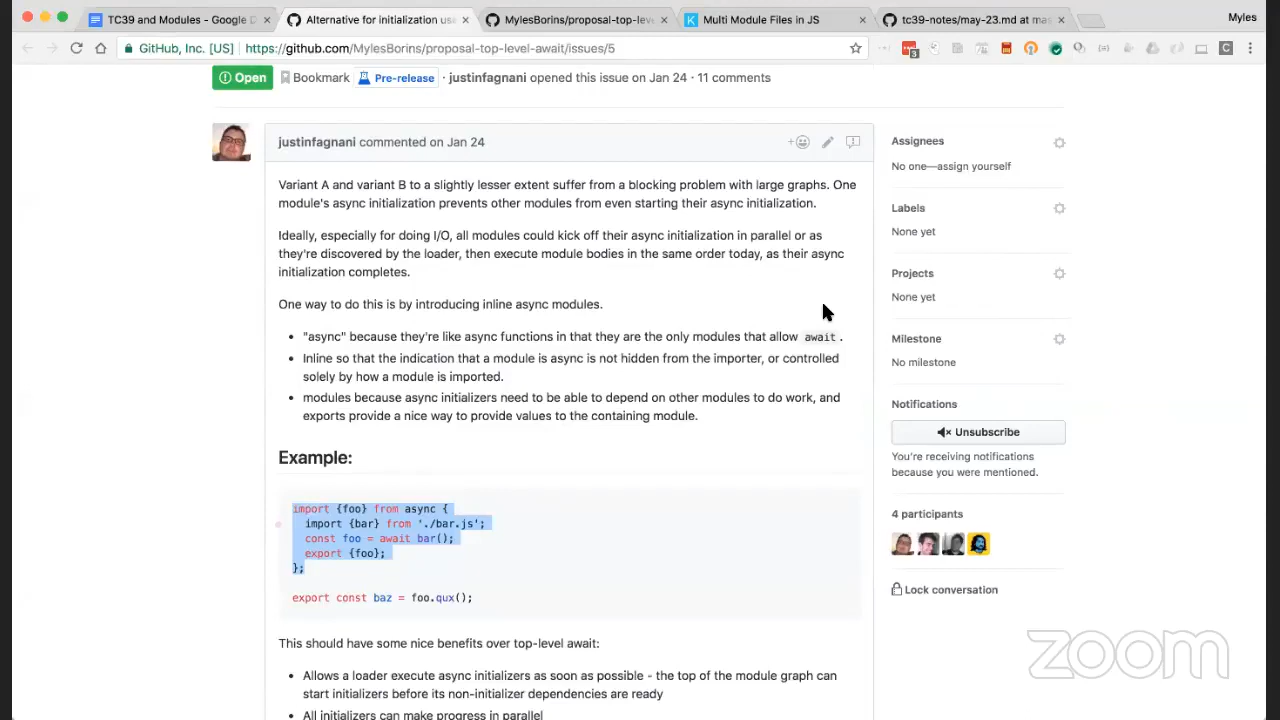 TC39 and Modules - Google D
Alternative for initialization use
MylesBorins/proposal-top-leve
Multi Module Files in JS
tc39-notes/may-23.md at mas
Myles
GitHub, Inc. [US] https://github.com/MylesBorins/proposal-top-level-await/issues/5
Open Bookmark Pre-release · justinfagnani opened this issue on Jan 24 · 11 comments
justinfagnani commented on Jan 24
Variant A and variant B to a slightly lesser extent suffer from a blocking problem with large graphs. One
module's async initialization prevents other modules from even starting their async initialization.
Ideally, especially for doing I/O, all modules could kick off their async initialization in parallel or as
they're discovered by the loader, then execute module bodies in the same order today, as their async
initialization completes.
One way to do this is by introducing inline async modules.
• "async" because they're like async functions in that they are the only modules that allow await .
• Inline so that the indication that a module is async is not hidden from the importer, or controlled
solely by how a module is imported.
• modules because async initializers need to be able to depend on other modules to do work, and
exports provide a nice way to provide values to the containing module.
Example:
import {foo} from async {
import {bar} from './bar.js';
const foo = await bar();
export {foo};
};
export const baz = foo.qux();
This should have some nice benefits over top-level await:
• Allows a loader execute async initializers as soon as possible - the top of the module graph can
start initializers before its non-initializer dependencies are ready
• All initializers can make progress in parallel
Assignees
No one—assign yourself
Labels
None yet
Projects
None yet
Milestone
No milestone
Notifications
Unsubscribe
You're receiving notifications
because you were mentioned.
4 participants
Lock conversation
zoom